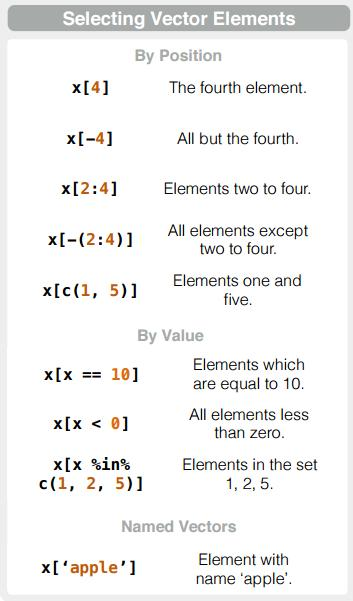 Selecting Vector Elements
By Position
x[4] The fourth element.
x[-4] All but the fourth.
x[2:4] Elements two to four.
x[-(2:4)] All elements except
two to four.
x[c(1, 5)] Elements one and
five.
By Value
x[x == 10] Elements which
are equal to 10.
x[x < 0] All elements less
than zero.
x[x %in% Elements in the set
c(1, 2, 5)] 1, 2, 5.
Named Vectors
x[‘apple’] Element with
name ‘apple’.